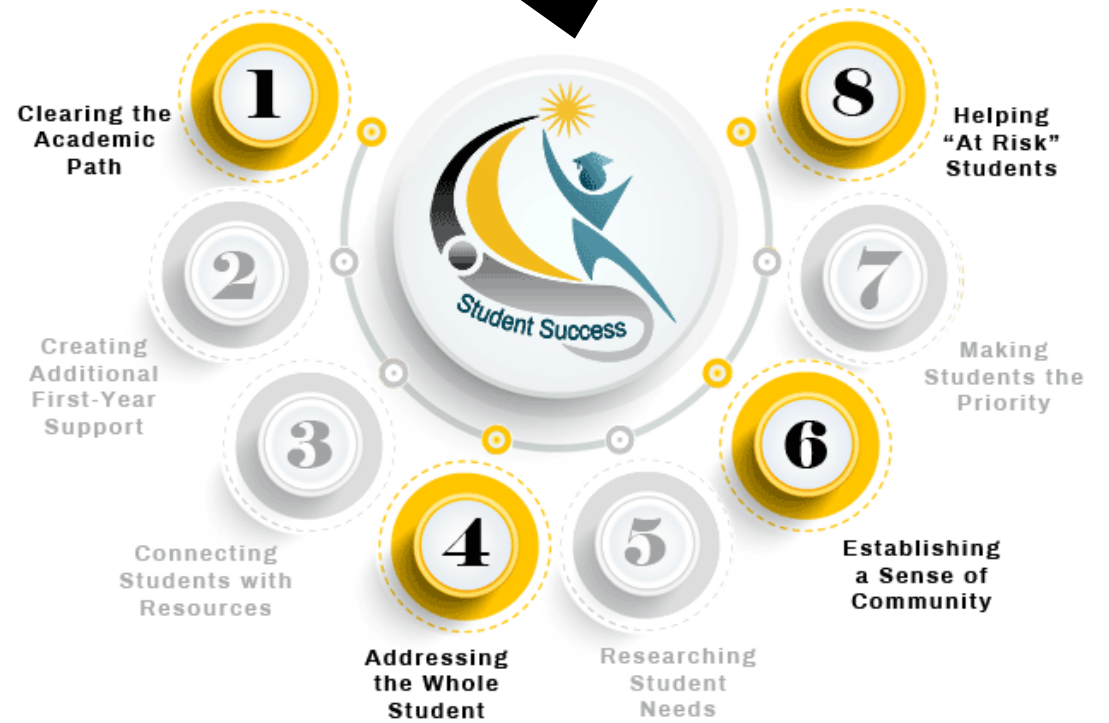 1
Clearing the
Academic
Path
2
Creating
Additional
First-Year
Support
3
Connecting
Students with
Resources
4
Addressing
the Whole
Student
5
Researching
Student
Needs
6
Establishing
a Sense of
Community
7
Making
Students the
Priority
8
Helping
“At Risk”
Students
Student Success